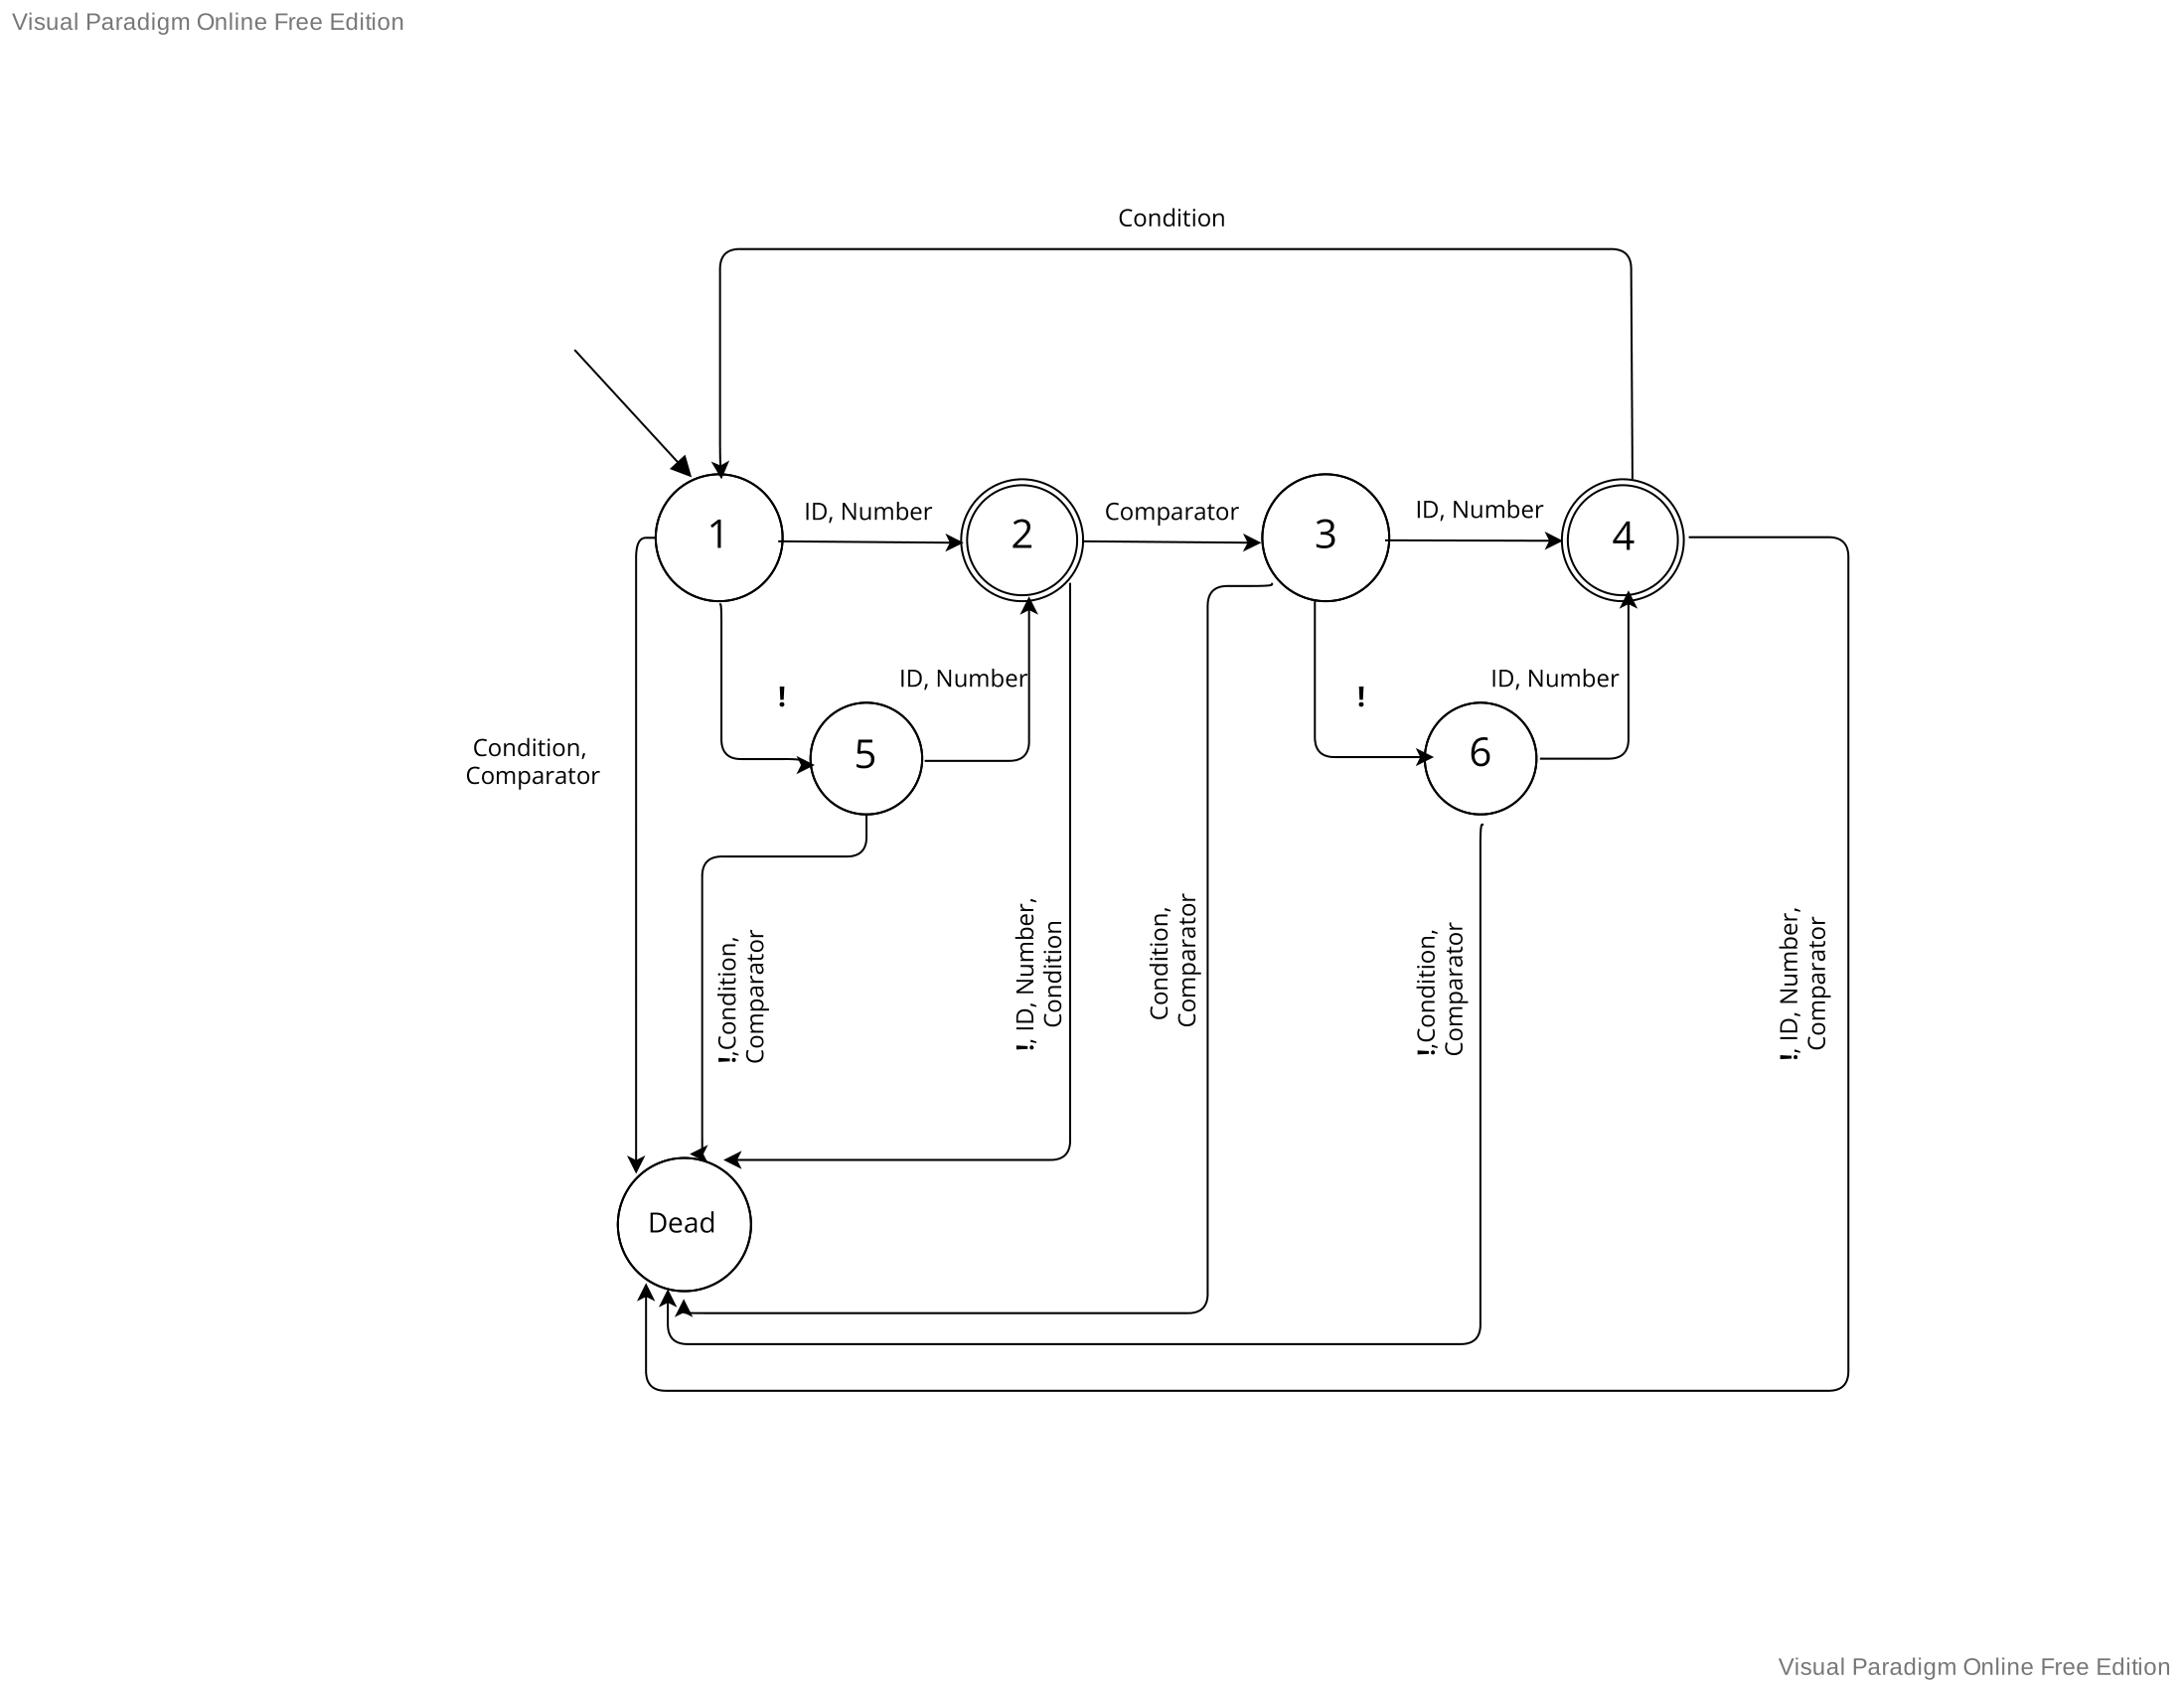 Visual Paradigm Online Free Edition
Condition
1
ID, Number
2
Comparator
3
ID, Number
4
!
ID, Number
5
!
ID, Number
6
Condition,
Comparator
!,Condition,
Comparator
!, ID, Number,
Condition
Condition,
Comparator
!,Condition,
Comparator
!, ID, Number,
Comparator
Dead
Visual Paradigm Online Free Edition